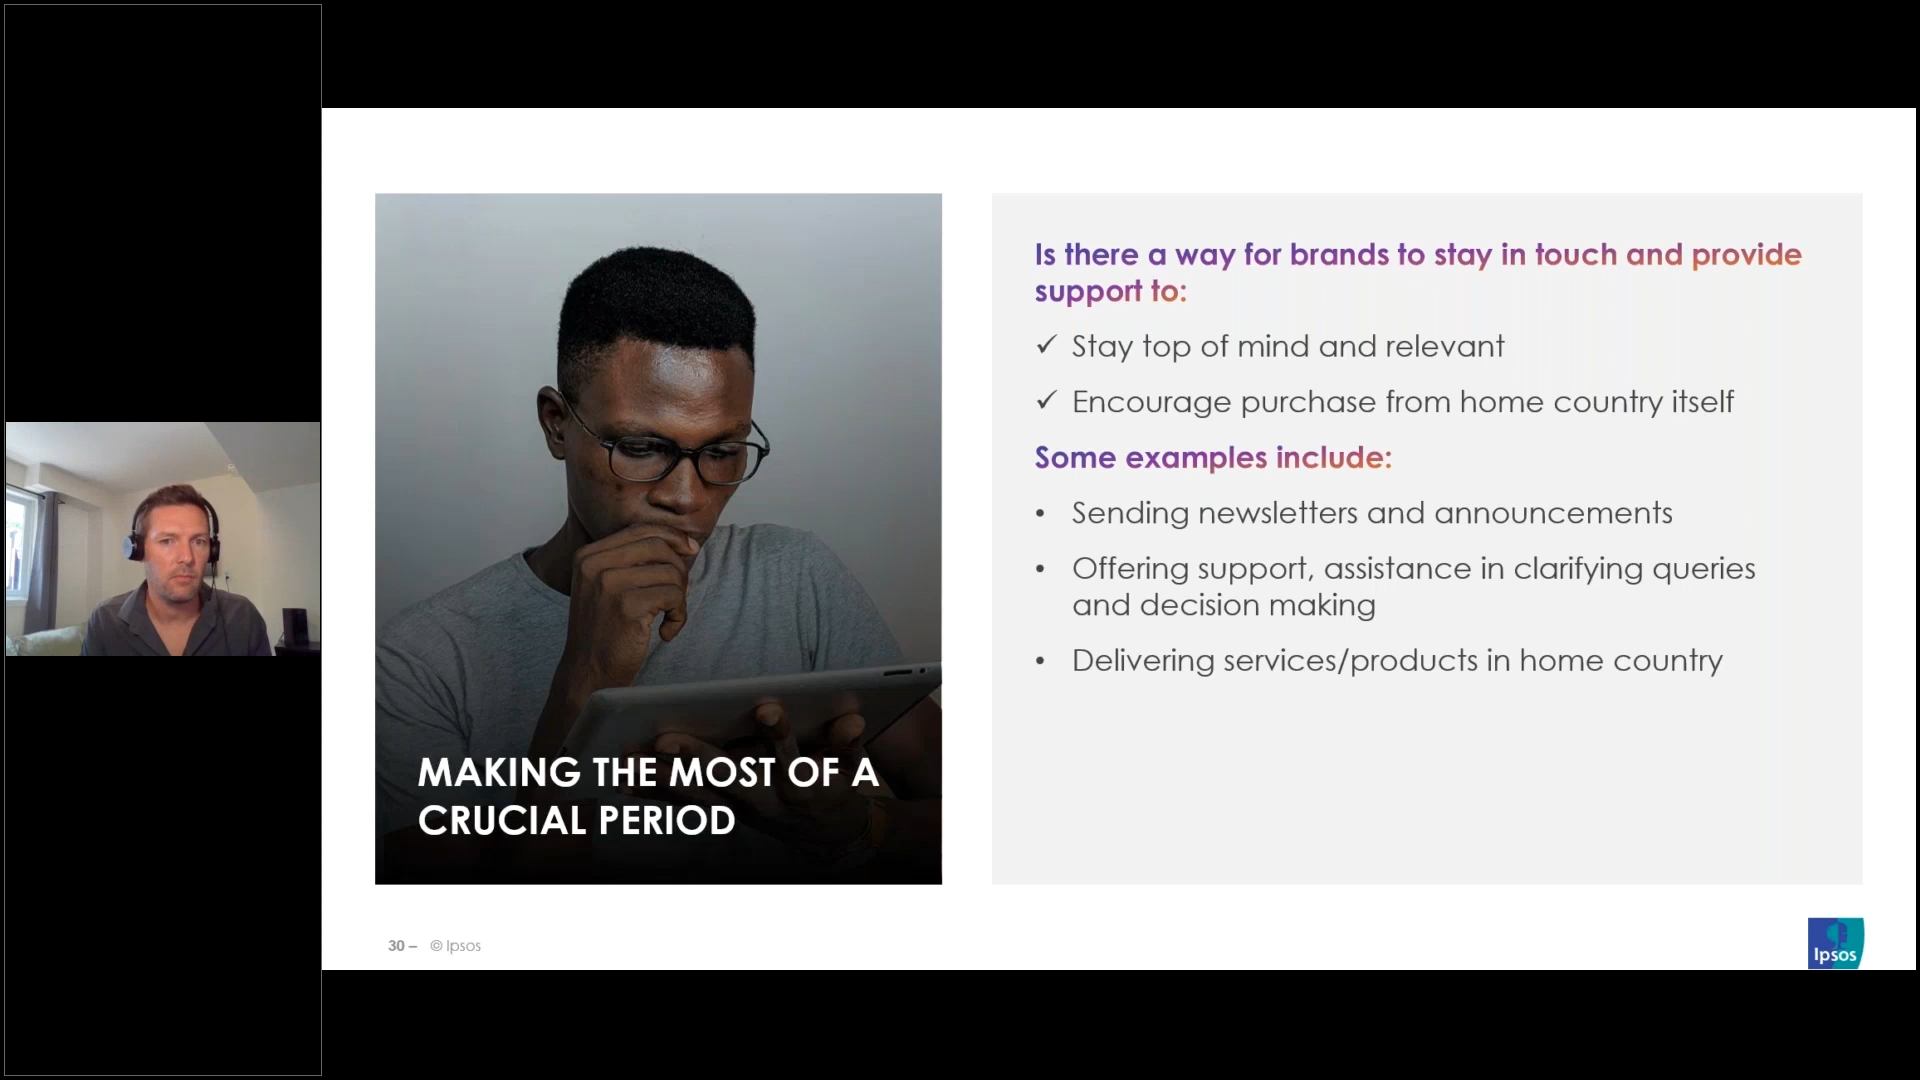 MAKING THE MOST OF A
CRUCIAL PERIOD
Is there a way for brands to stay in touch and provide
support to:
✓ Stay top of mind and relevant
✓ Encourage purchase from home country itself
Some examples include:
• Sending newsletters and announcements
• Offering support, assistance in clarifying queries
and decision making
• Delivering services/products in home country
30 – © Ipsos
Ipsos